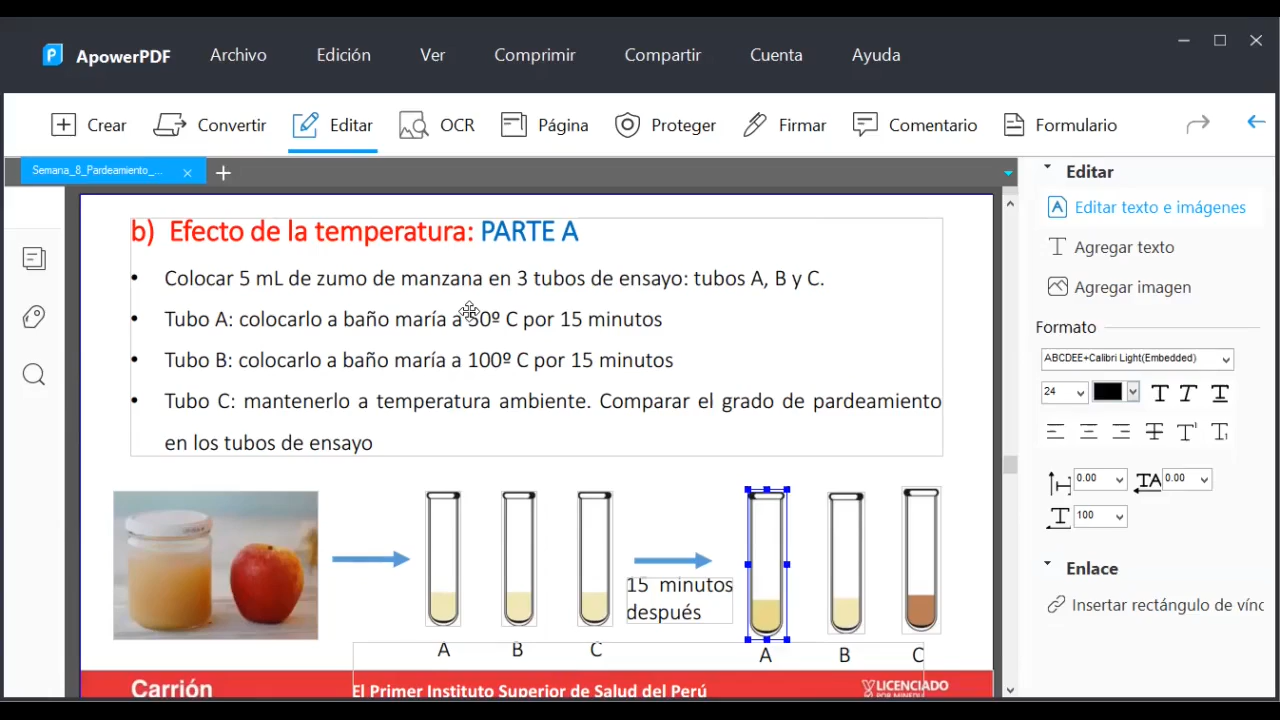 ApowerPDF Archivo Edición Ver Comprimir Compartir Cuenta Ayuda
Crear Convertir Editar OCR Página Proteger Firmar Comentario Formulario
Semana_8_Pardeamiento_...
Editar
Editar texto e imágenes
Agregar texto
Agregar imagen
Formato
ABCDEE+Calibri Light(Embedded)
24
0.00 0.00
100
Enlace
Insertar rectángulo de vínc
b) Efecto de la temperatura: PARTE A
• Colocar 5 mL de zumo de manzana en 3 tubos de ensayo: tubos A, B y C.
• Tubo A: colocarlo a baño maría a 50º C por 15 minutos
• Tubo B: colocarlo a baño maría a 100º C por 15 minutos
• Tubo C: mantenerlo a temperatura ambiente. Comparar el grado de pardeamiento
en los tubos de ensayo
15 minutos
después
A B C A B C
Carrión El Primer Instituto Superior de Salud del Perú LICENCIADO
POR MINEDU